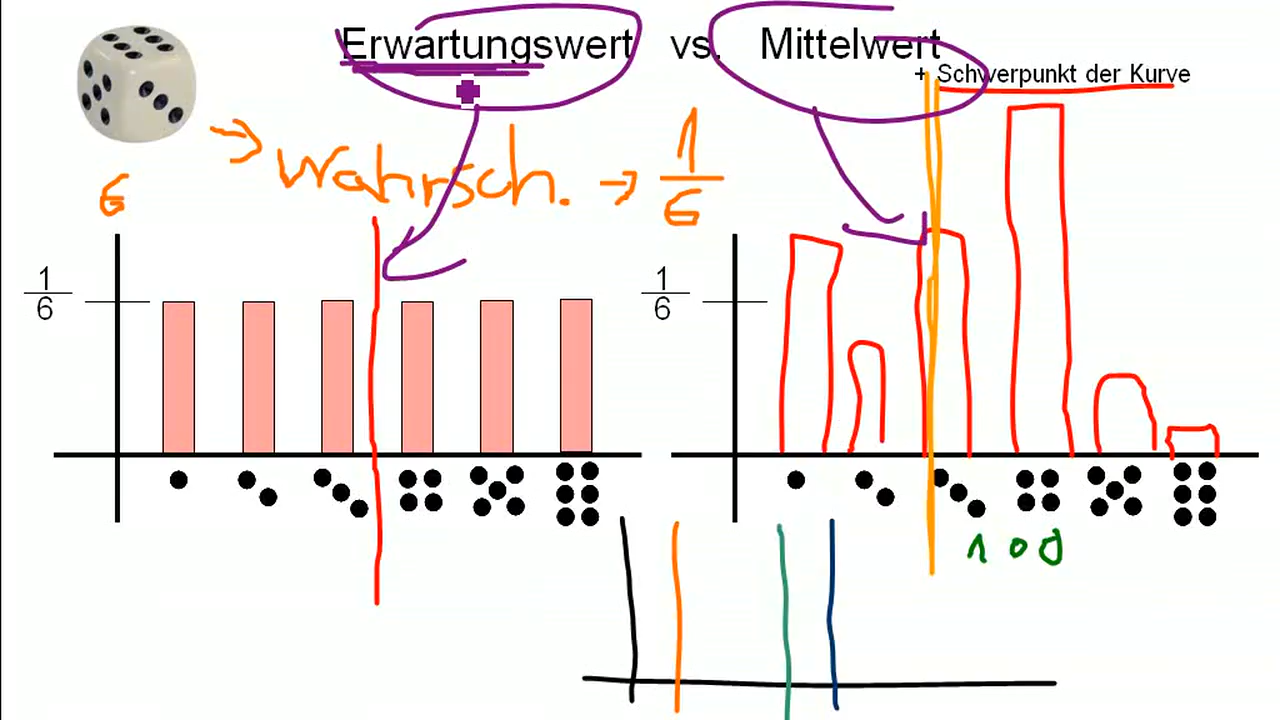 Erwartungswert vs. Mittelwert
+ Schwerpunkt der Kurve
6 → Wahrsch. → 1/6
1/6
1/6
100